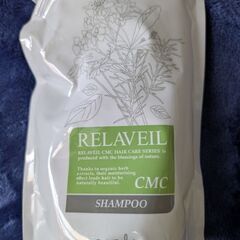 RELAVEIL
RELAVEIL CMC HAIR CARE SERIES is
produced with the blessings of nature.
Thanks to organic herb
extracts, their moisturizing
effect leads hair to be
naturally beautiful.
CMC
SHAMPOO